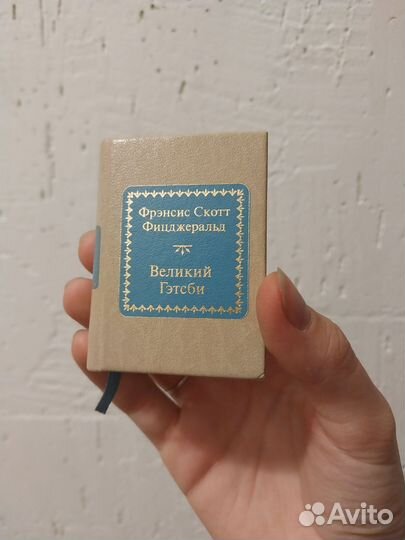 Фрэнсис Скотт
Фицджеральд
Великий
Гэтсби
Avito